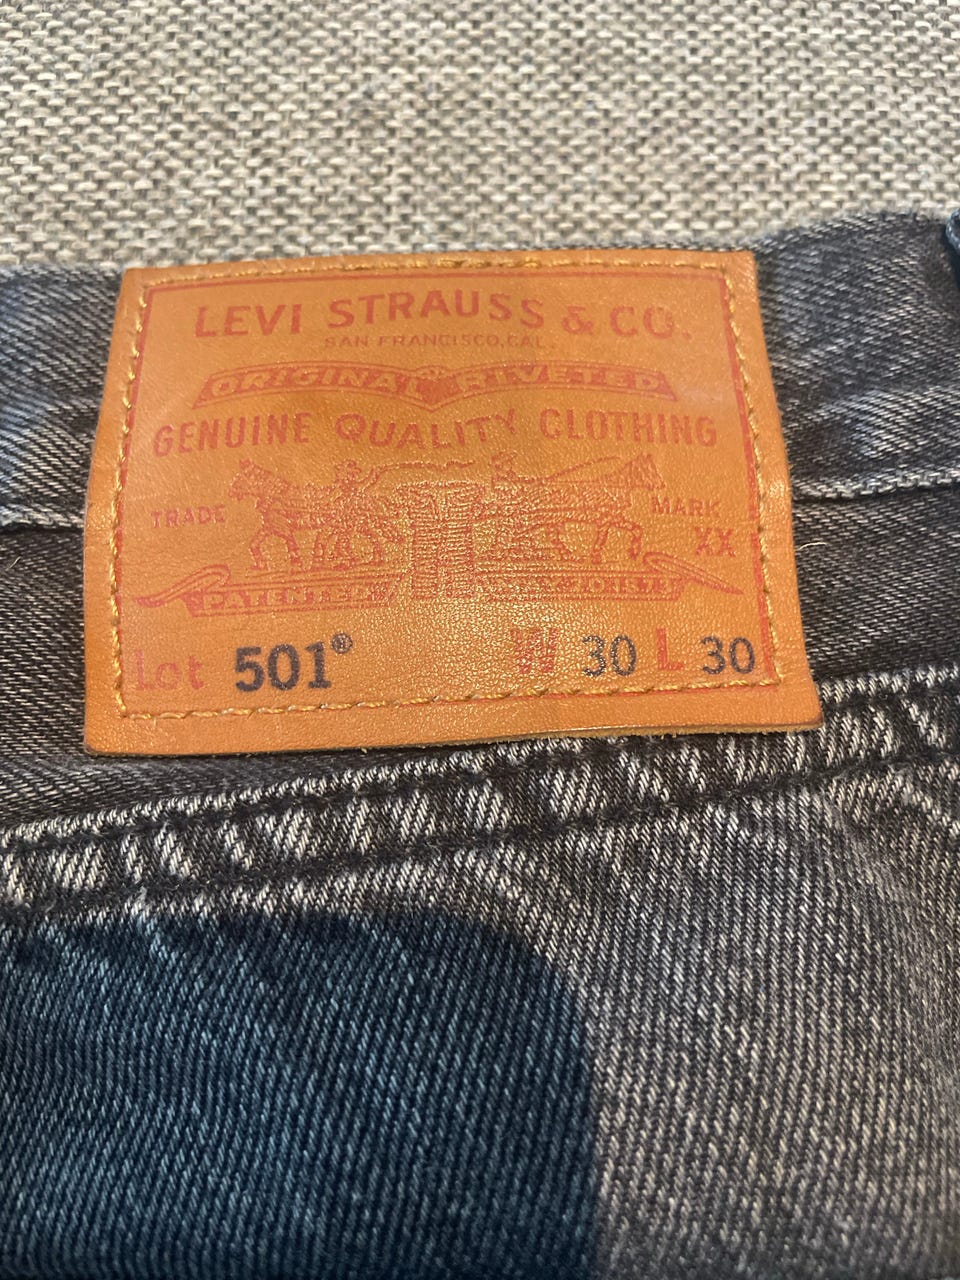 LEVI STRAUSS & CO.
SAN FRANCISCO, CAL.
ORIGINAL RIVETED
GENUINE QUALITY CLOTHING
TRADE MARK
XX
PATENTED
Lot 501® W 30 L 30